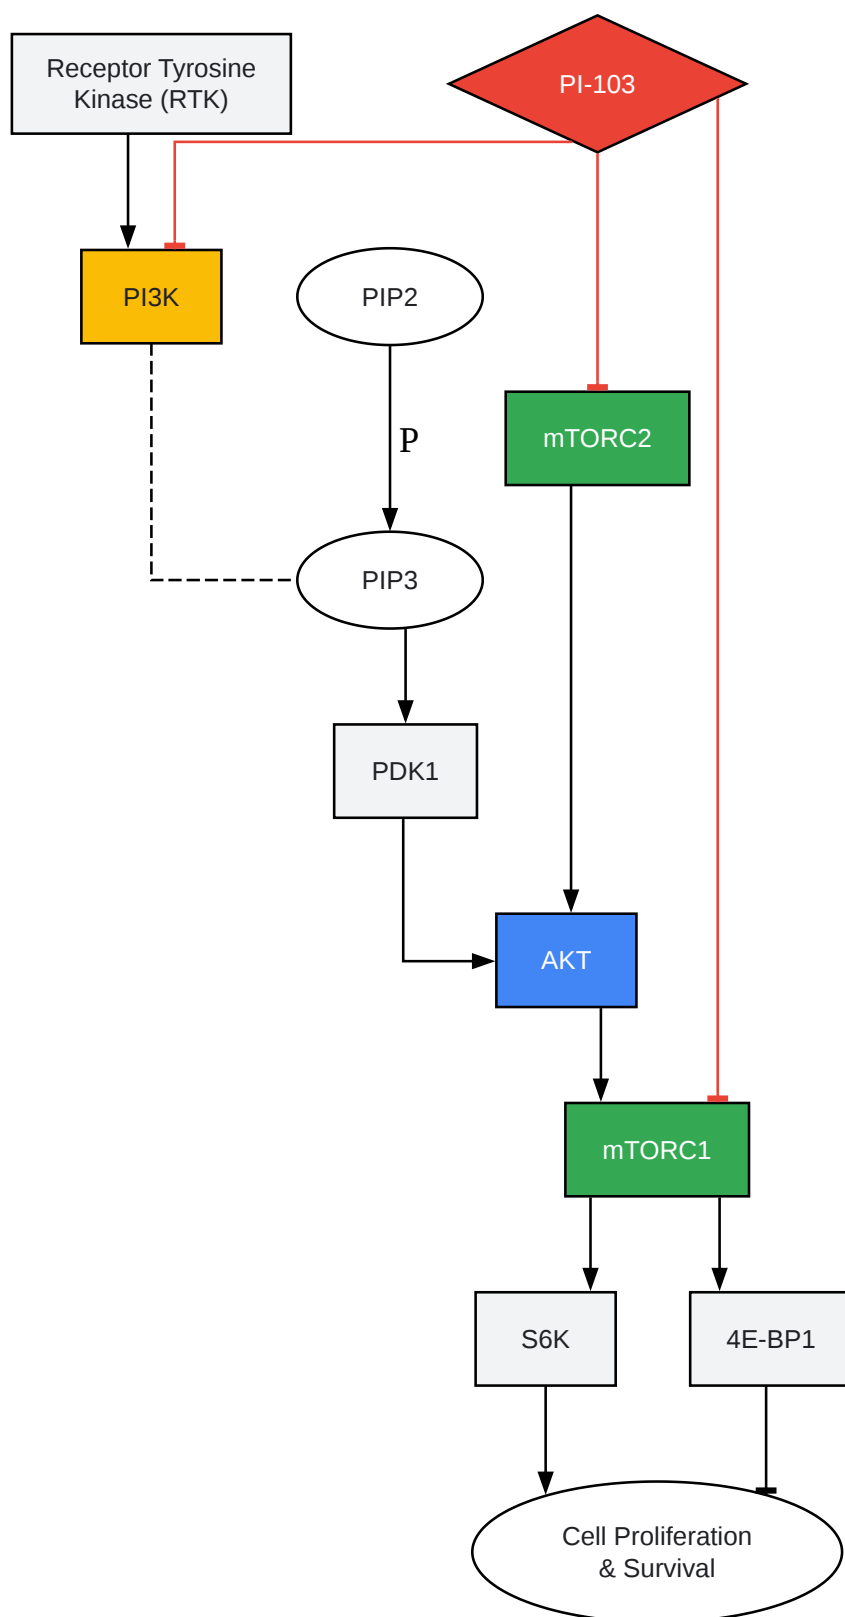 Receptor Tyrosine
Kinase (RTK)
PI-103
PI3K
PIP2
P
mTORC2
PIP3
PDK1
AKT
mTORC1
S6K
4E-BP1
Cell Proliferation
& Survival